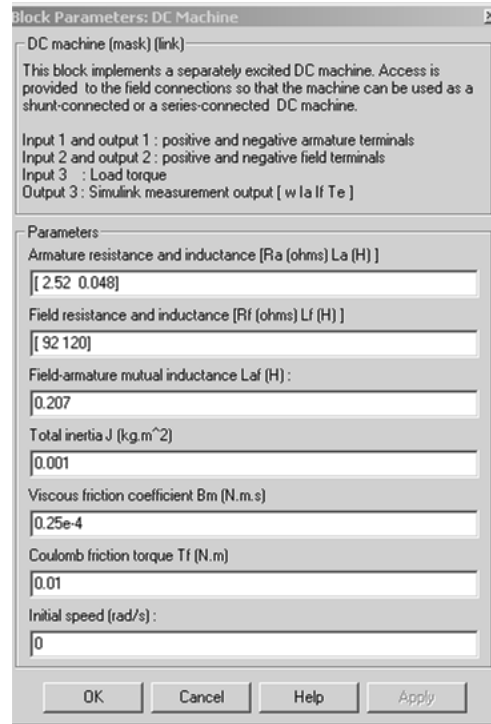 Block Parameters: DC Machine
DC machine (mask) (link)
This block implements a separately excited DC machine. Access is
provided to the field connections so that the machine can be used as a
shunt-connected or a series-connected DC machine.
Input 1 and output 1 : positive and negative armature terminals
Input 2 and output 2 : positive and negative field terminals
Input 3 : Load torque
Output 3 : Simulink measurement output [ w Ia If Te ]
Parameters
Armature resistance and inductance [Ra (ohms) La (H) ]
[ 2.52 0.048]
Field resistance and inductance [Rf (ohms) Lf (H) ]
[ 92 120]
Field-armature mutual inductance Laf (H) :
0.207
Total inertia J (kg.m^2)
0.001
Viscous friction coefficient Bm (N.m.s)
0.25e-4
Coulomb friction torque Tf (N.m)
0.01
Initial speed (rad/s) :
0
OK Cancel Help Apply